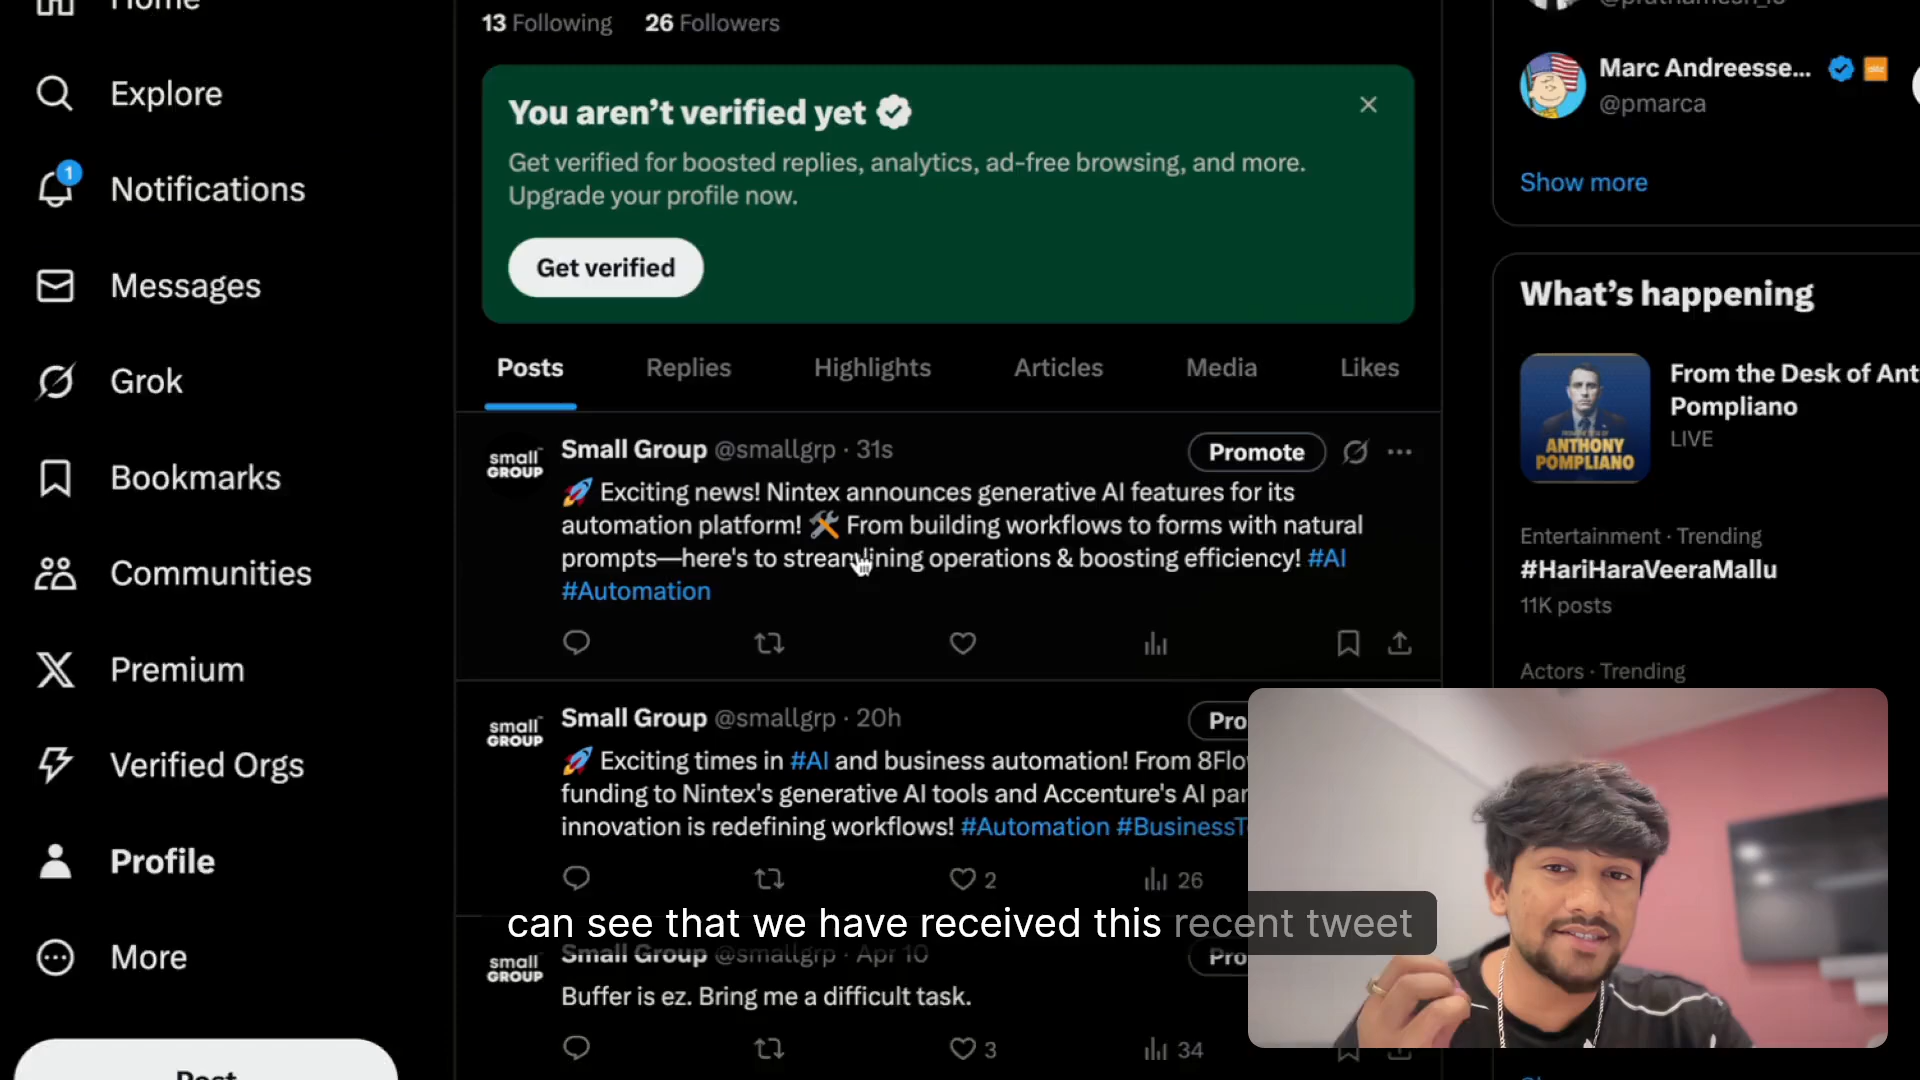 Home
Explore
1
Notifications
Messages
Grok
Bookmarks
Communities
Premium
Verified Orgs
Profile
More
Post
13 Following 26 Followers
You aren’t verified yet
Get verified for boosted replies, analytics, ad-free browsing, and more.
Upgrade your profile now.
Get verified
Posts Replies Highlights Articles Media Likes
small GROUP
Small Group @smallgrp · 31s
Promote
🚀 Exciting news! Nintex announces generative AI features for its
automation platform! 🛠️ From building workflows to forms with natural
prompts—here's to streamlining operations & boosting efficiency! #AI
#Automation
small GROUP
Small Group @smallgrp · 20h
Pro
🚀 Exciting times in #AI and business automation! From 8Flo
funding to Nintex's generative AI tools and Accenture's AI par
innovation is redefining workflows! #Automation #BusinessT
2 26
can see that we have received this recent tweet
small GROUP
Small Group @smallgrp · Apr 10
Pro
Buffer is ez. Bring me a difficult task.
3 34
Marc Andreesse...
@pmarca
Show more
What’s happening
ANTHONY
POMPLIANO
From the Desk of Ant
Pompliano
LIVE
Entertainment · Trending
#HariHaraVeeraMallu
11K posts
Actors · Trending